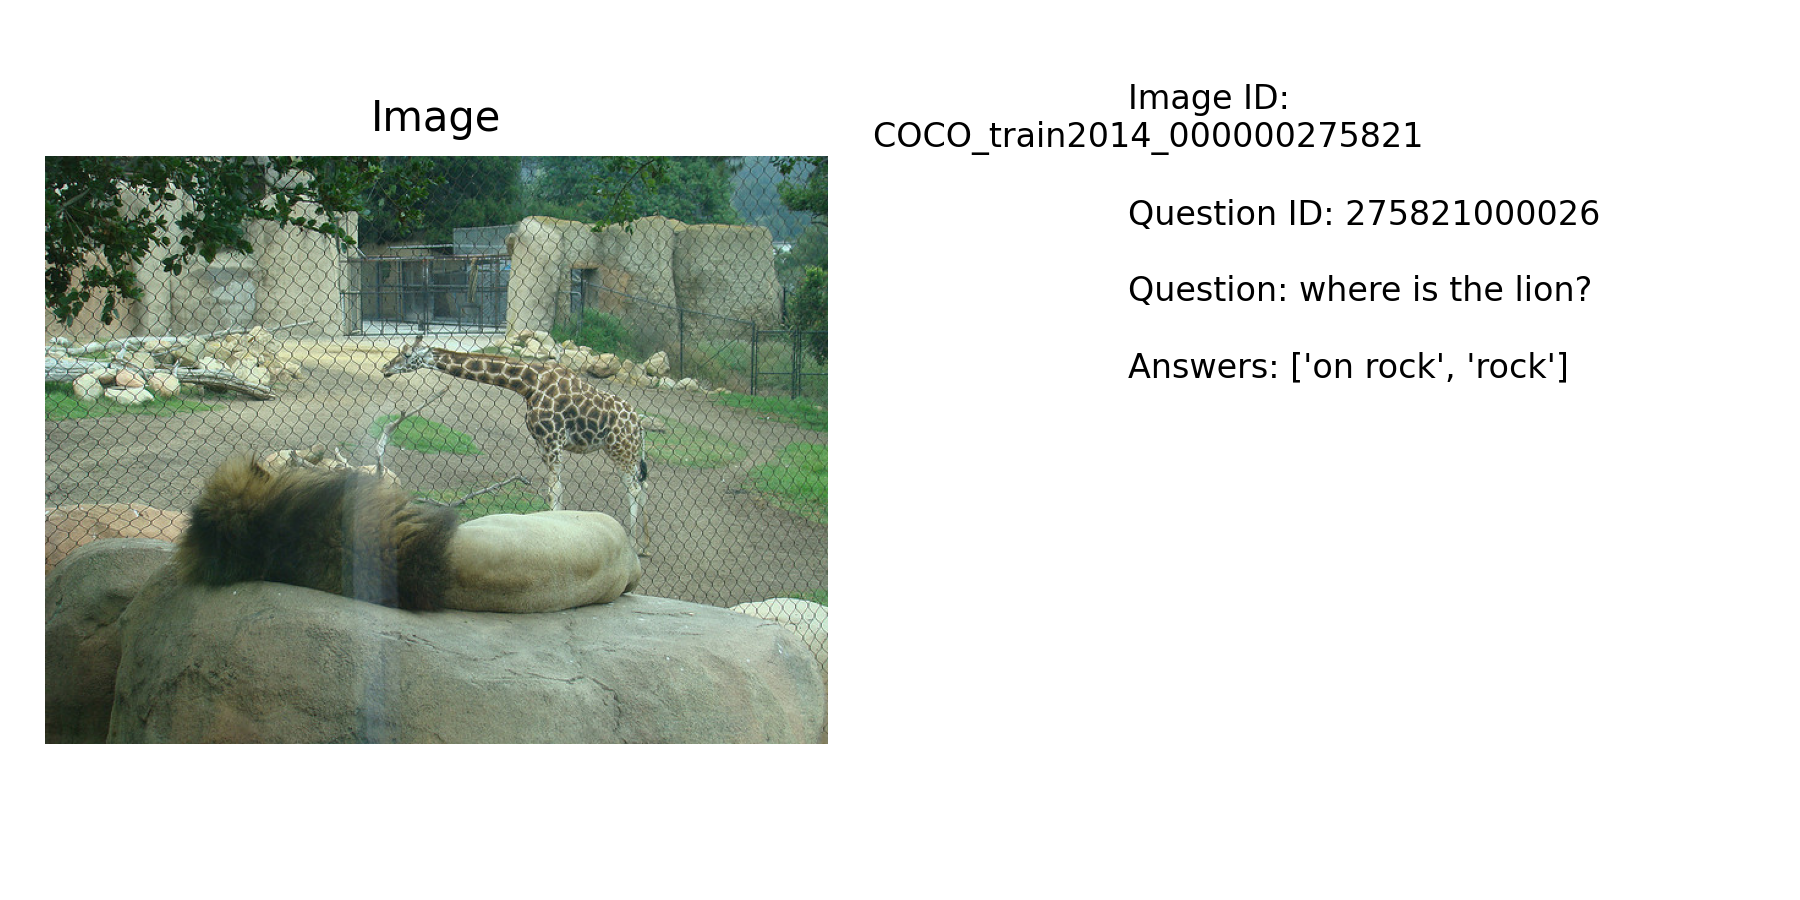 Image
Image ID:
COCO_train2014_000000275821
Question ID: 275821000026
Question: where is the lion?
Answers: ['on rock', 'rock']